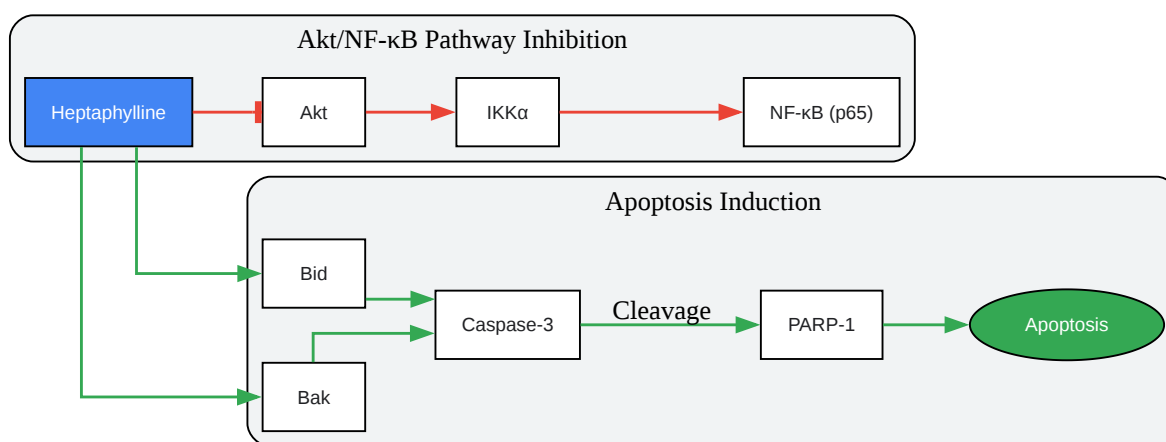 Akt/NF-κB Pathway Inhibition
Heptaphylline
Akt
IKKα
NF-κB (p65)
Apoptosis Induction
Bid
Caspase-3
Cleavage
PARP-1
Apoptosis
Bak